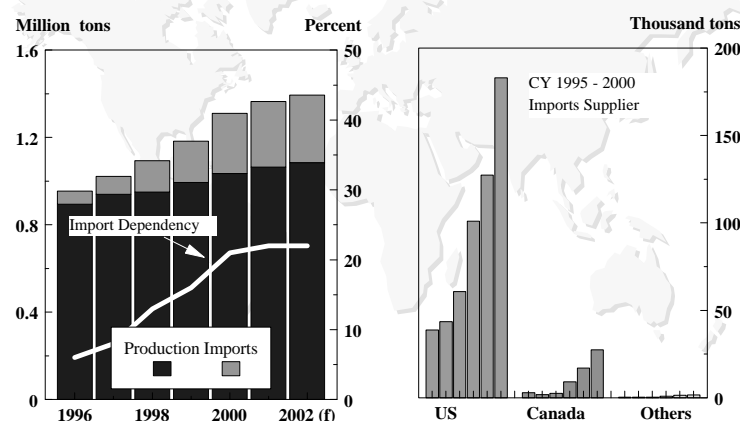 Million tons
Percent
1.6
1.2
0.8
0.4
0
50
40
30
20
10
0
Import Dependency
Production Imports
1996
1998
2000
2002 (f)
Thousand tons
200
150
100
50
0
CY 1995 - 2000
Imports Supplier
US
Canada
Others